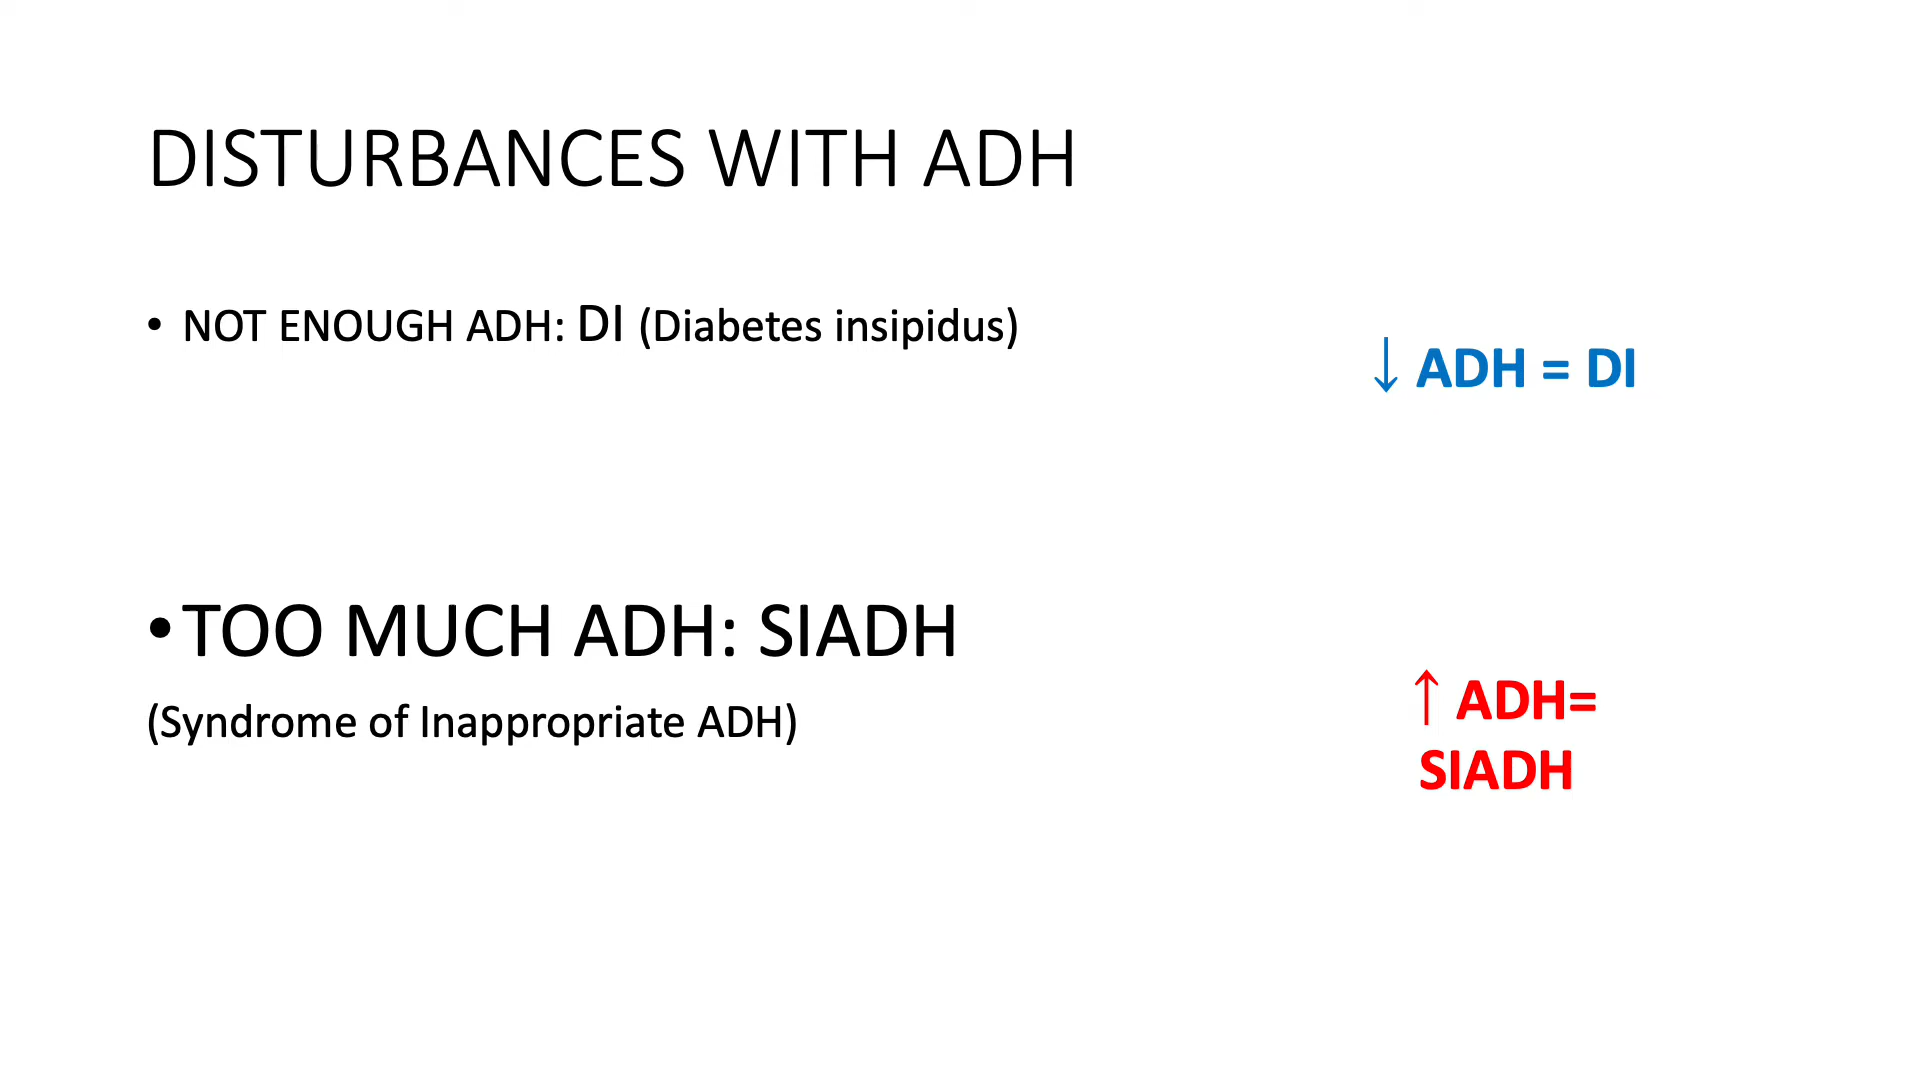 DISTURBANCES WITH ADH
• NOT ENOUGH ADH: DI (Diabetes insipidus)
↓ ADH = DI
• TOO MUCH ADH: SIADH
(Syndrome of Inappropriate ADH)
↑ ADH=
SIADH